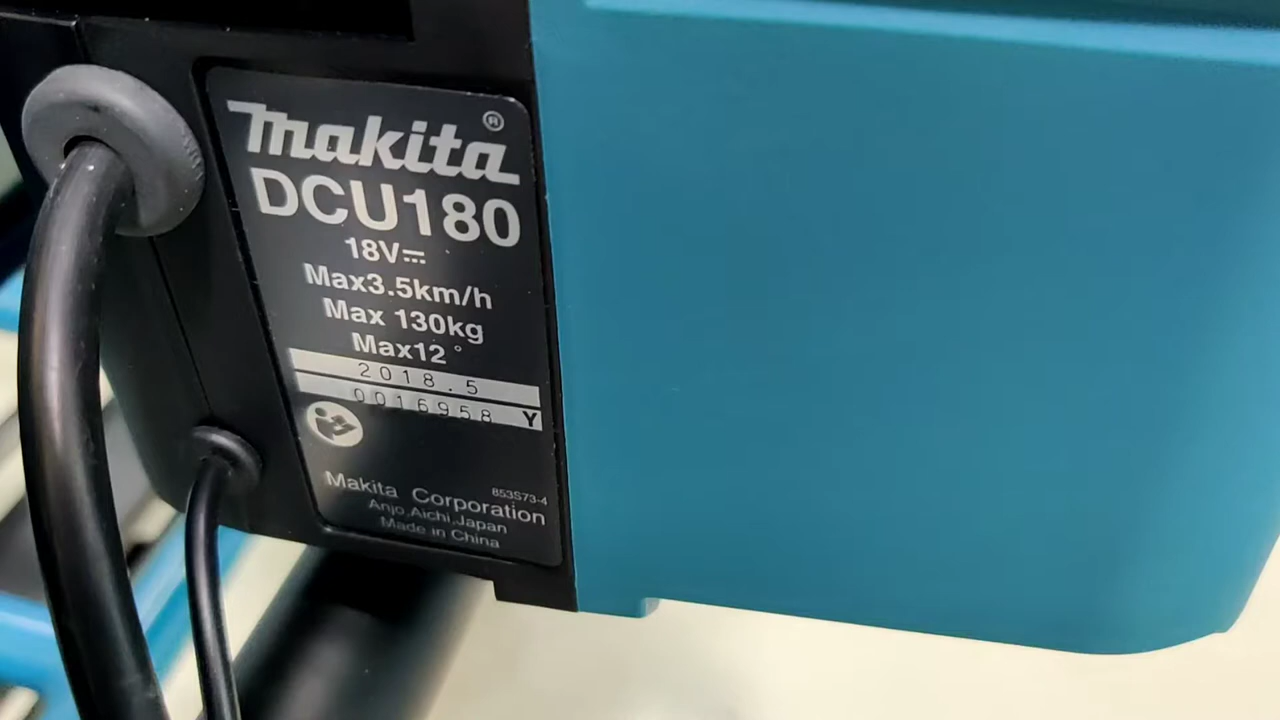 makita®
DCU180
18V⎓
Max3.5km/h
Max 130kg
Max12°
2018.5
0016958 Y
853S73-4
Makita Corporation
Anjo,Aichi,Japan
Made in China